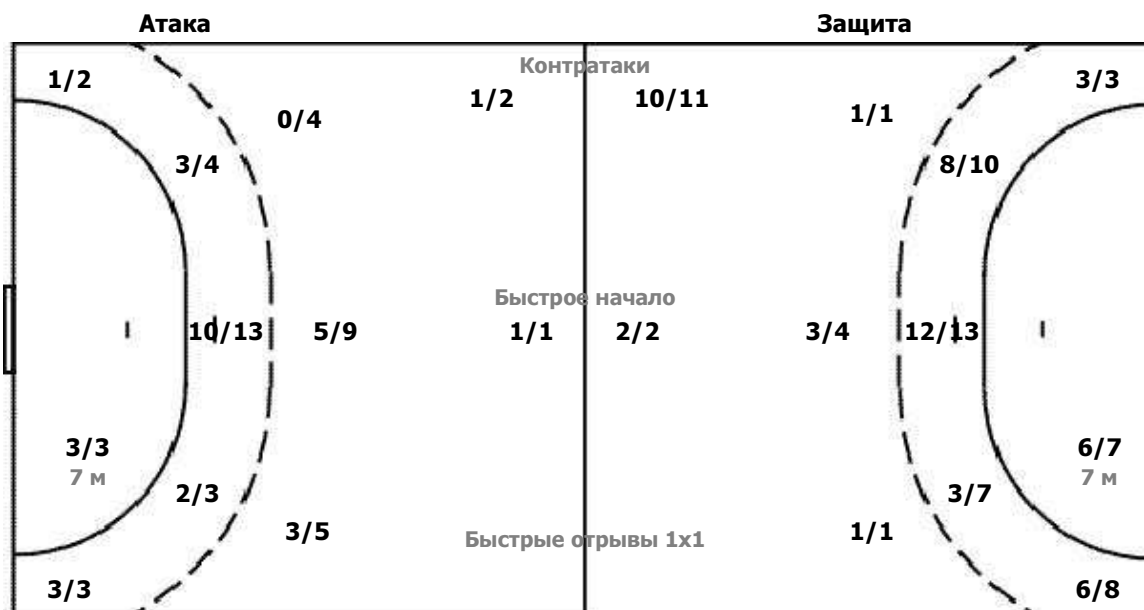 Атака Защита
Контратаки
1/2 3/3
1/2 10/11
0/4 1/1
3/4 8/10
Быстрое начало
10/13 5/9 1/1 2/2 3/4 12/13
3/3 6/7
7 м 7 м
2/3 3/7
3/5 1/1
Быстрые отрывы 1x1
3/3 6/8